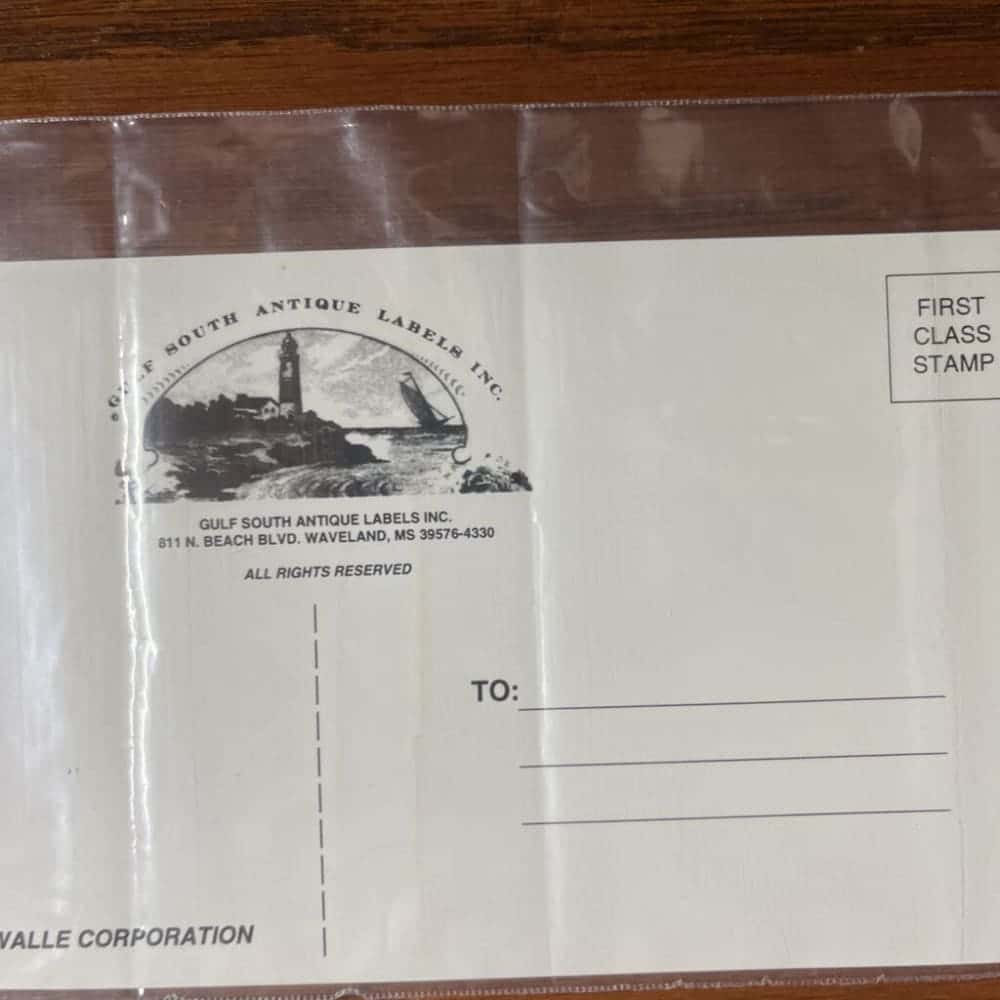 GULF SOUTH ANTIQUE LABELS INC.
FIRST
CLASS
STAMP
GULF SOUTH ANTIQUE LABELS INC.
811 N. BEACH BLVD. WAVELAND, MS 39576-4330
ALL RIGHTS RESERVED
TO:
WALLE CORPORATION